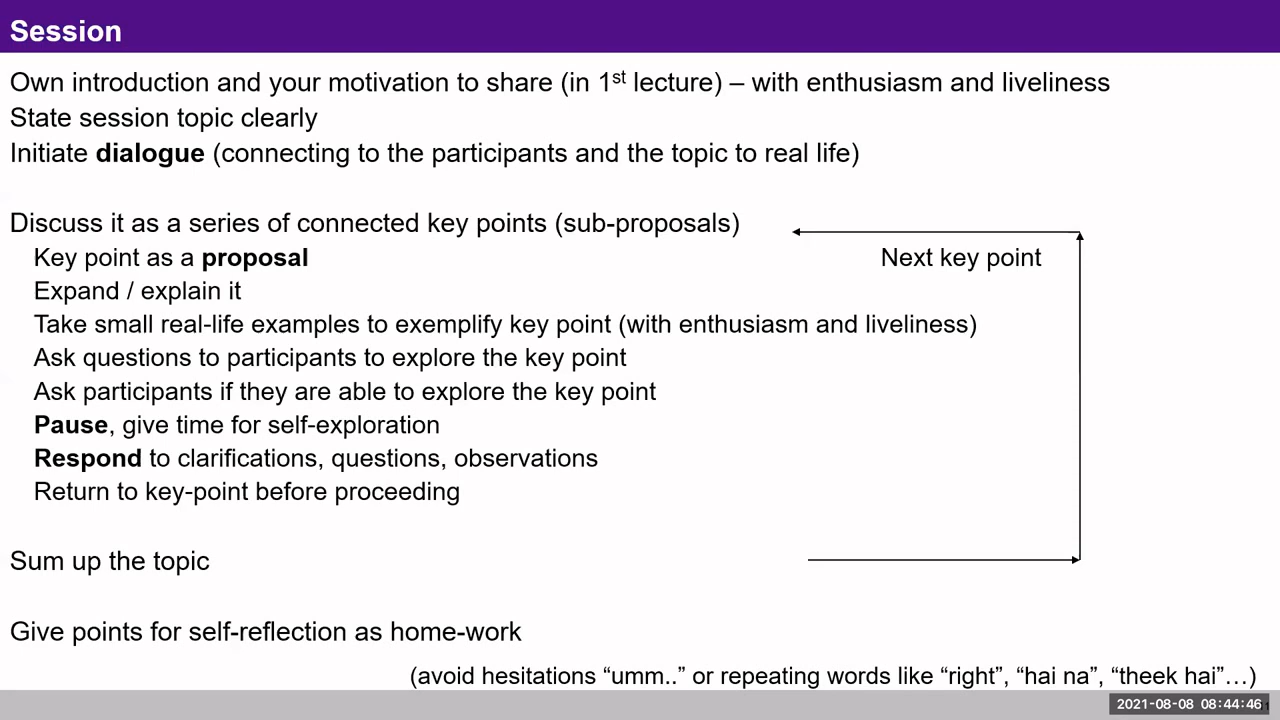 Session
Own introduction and your motivation to share (in 1st lecture) – with enthusiasm and liveliness
State session topic clearly
Initiate dialogue (connecting to the participants and the topic to real life)
Discuss it as a series of connected key points (sub-proposals)
Key point as a proposal
Next key point
Expand / explain it
Take small real-life examples to exemplify key point (with enthusiasm and liveliness)
Ask questions to participants to explore the key point
Ask participants if they are able to explore the key point
Pause, give time for self-exploration
Respond to clarifications, questions, observations
Return to key-point before proceeding
Sum up the topic
Give points for self-reflection as home-work
(avoid hesitations “umm..” or repeating words like “right”, “hai na”, “theek hai”…)
2021-08-08 08:44:46